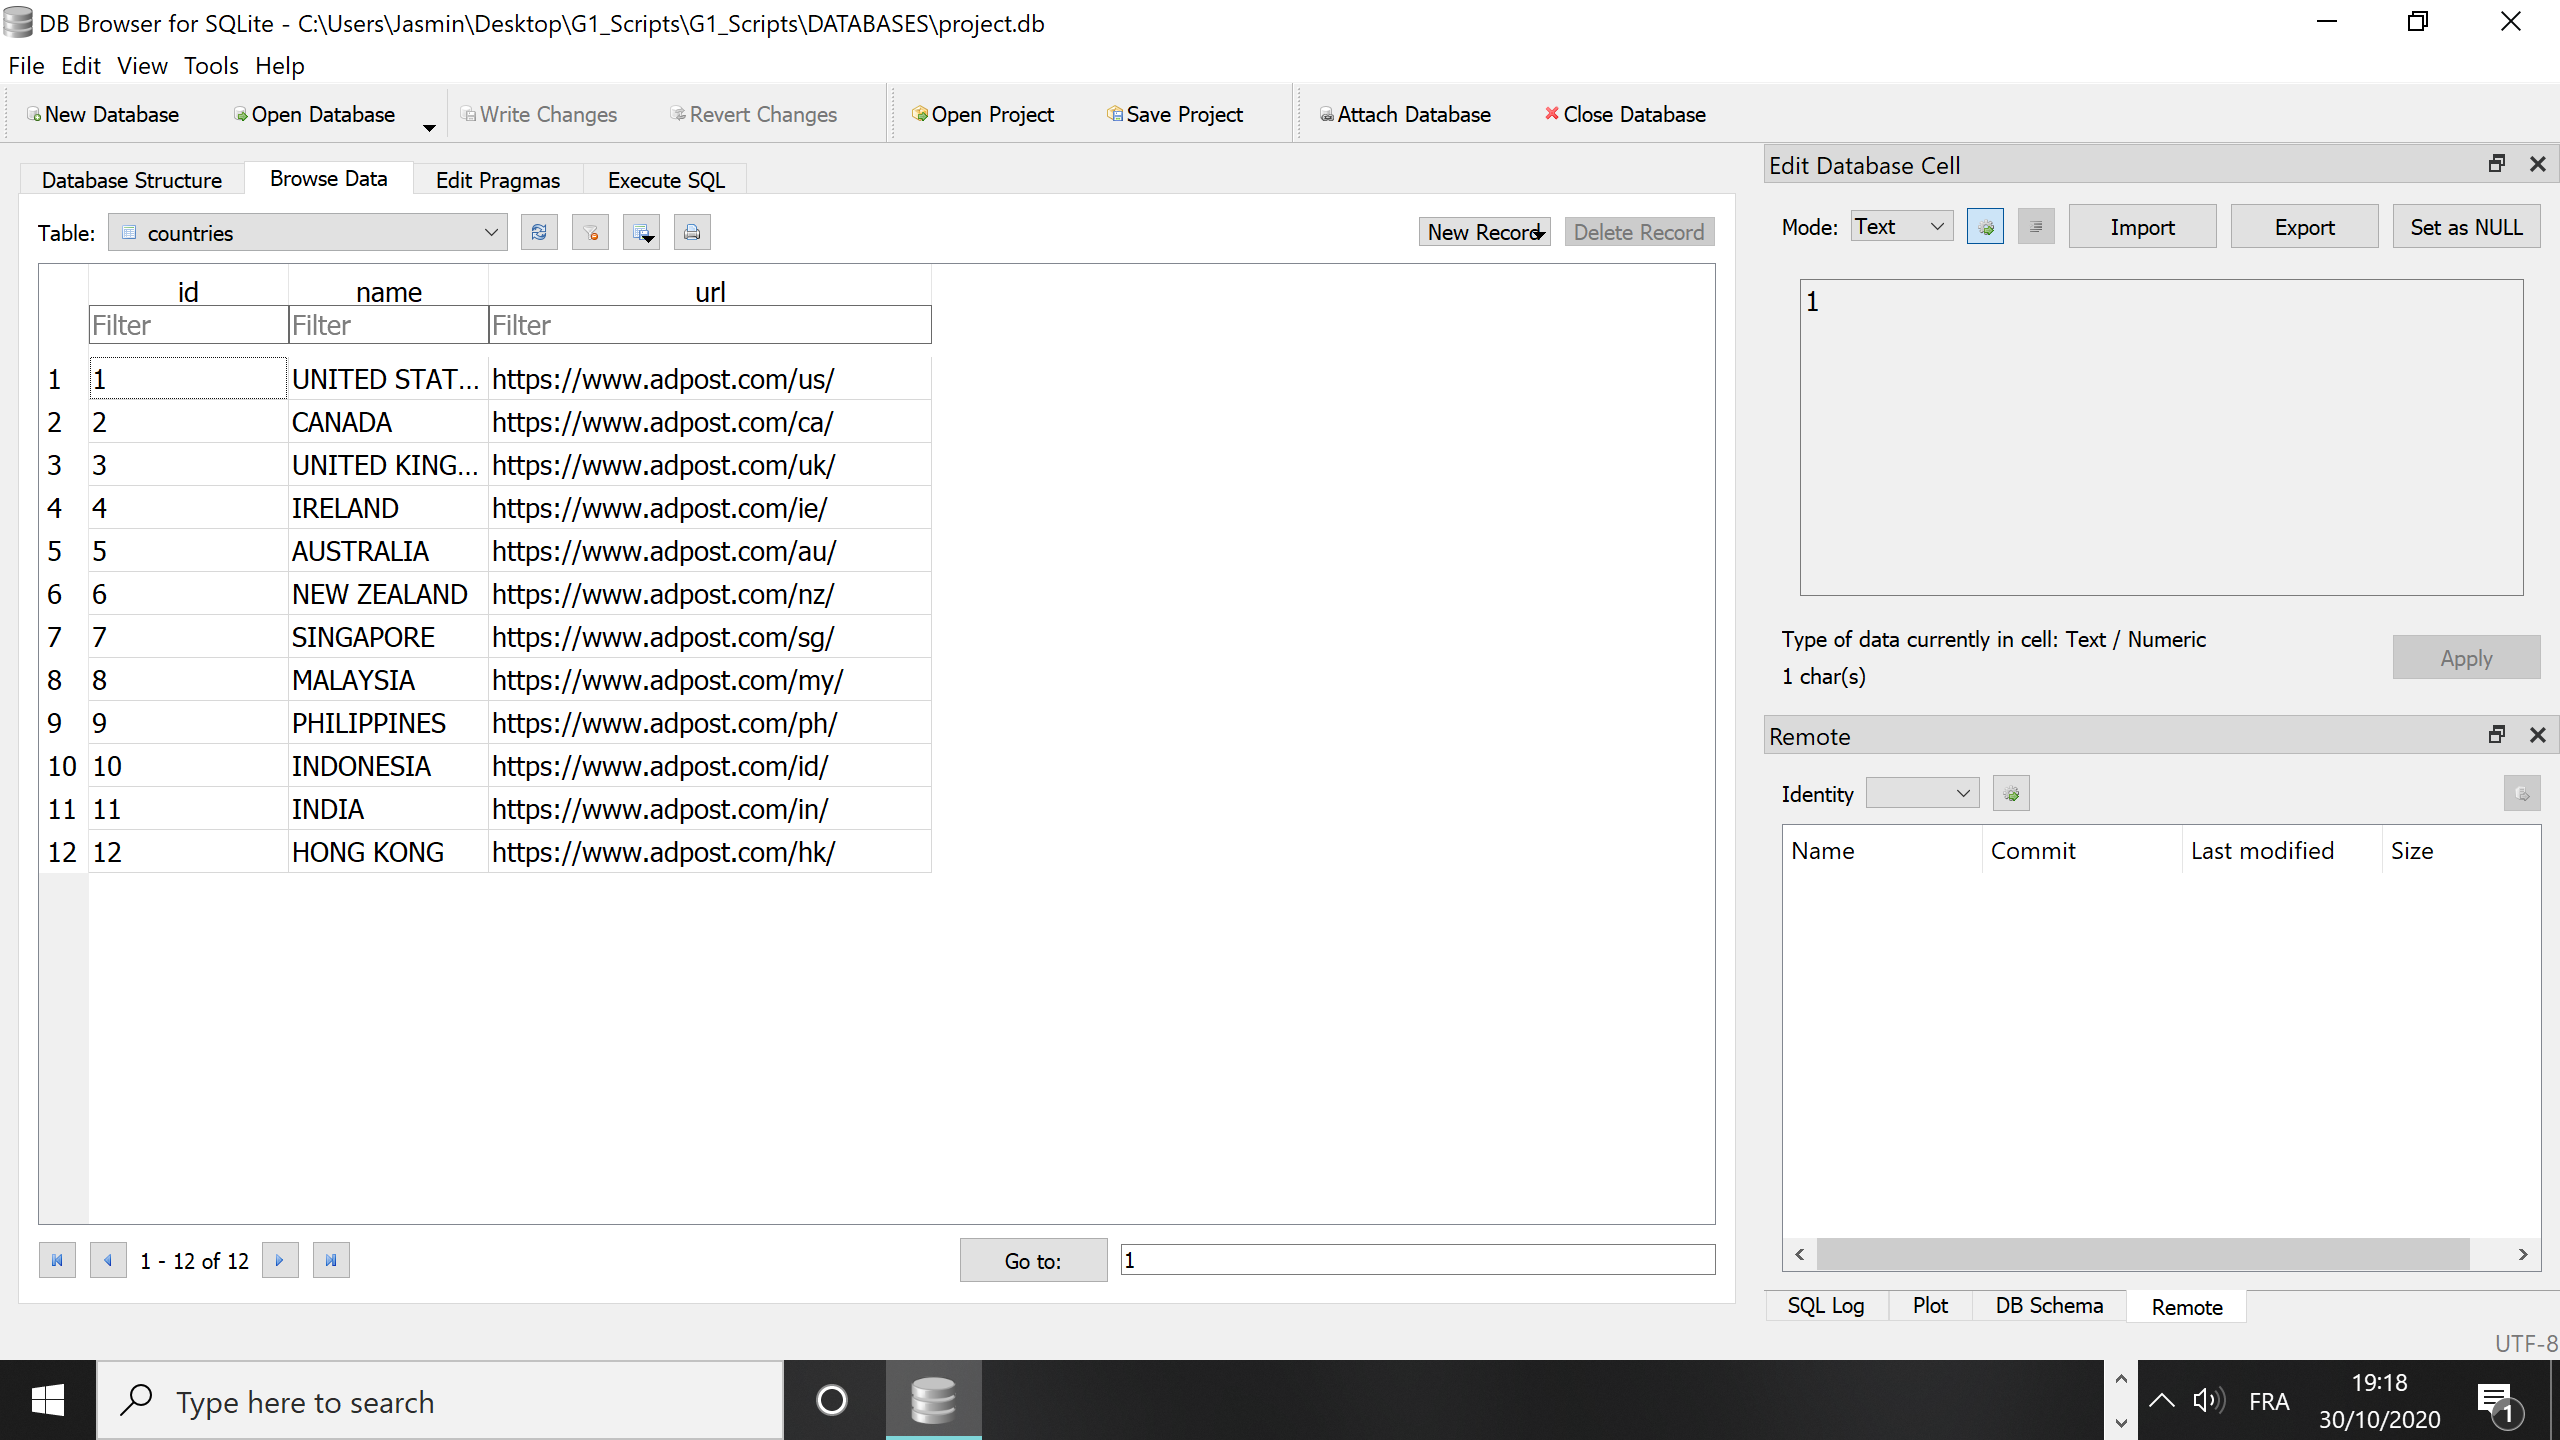 DB Browser for SQLite - C:\Users\Jasmin\Desktop\G1_Scripts\G1_Scripts\DATABASES\project.db
File Edit View Tools Help
New Database Open Database Write Changes Revert Changes Open Project Save Project Attach Database Close Database
Database Structure Browse Data Edit Pragmas Execute SQL
Table: countries New Record Delete Record
id name url
Filter Filter Filter
1 1 UNITED STAT... https://www.adpost.com/us/
2 2 CANADA https://www.adpost.com/ca/
3 3 UNITED KING... https://www.adpost.com/uk/
4 4 IRELAND https://www.adpost.com/ie/
5 5 AUSTRALIA https://www.adpost.com/au/
6 6 NEW ZEALAND https://www.adpost.com/nz/
7 7 SINGAPORE https://www.adpost.com/sg/
8 8 MALAYSIA https://www.adpost.com/my/
9 9 PHILIPPINES https://www.adpost.com/ph/
10 10 INDONESIA https://www.adpost.com/id/
11 11 INDIA https://www.adpost.com/in/
12 12 HONG KONG https://www.adpost.com/hk/
1 - 12 of 12 Go to: 1
Edit Database Cell
Mode: Text Import Export Set as NULL
1
Type of data currently in cell: Text / Numeric
1 char(s)
Apply
Remote
Identity
Name Commit Last modified Size
SQL Log Plot DB Schema Remote
UTF-8
Type here to search
FRA
19:18
30/10/2020
1